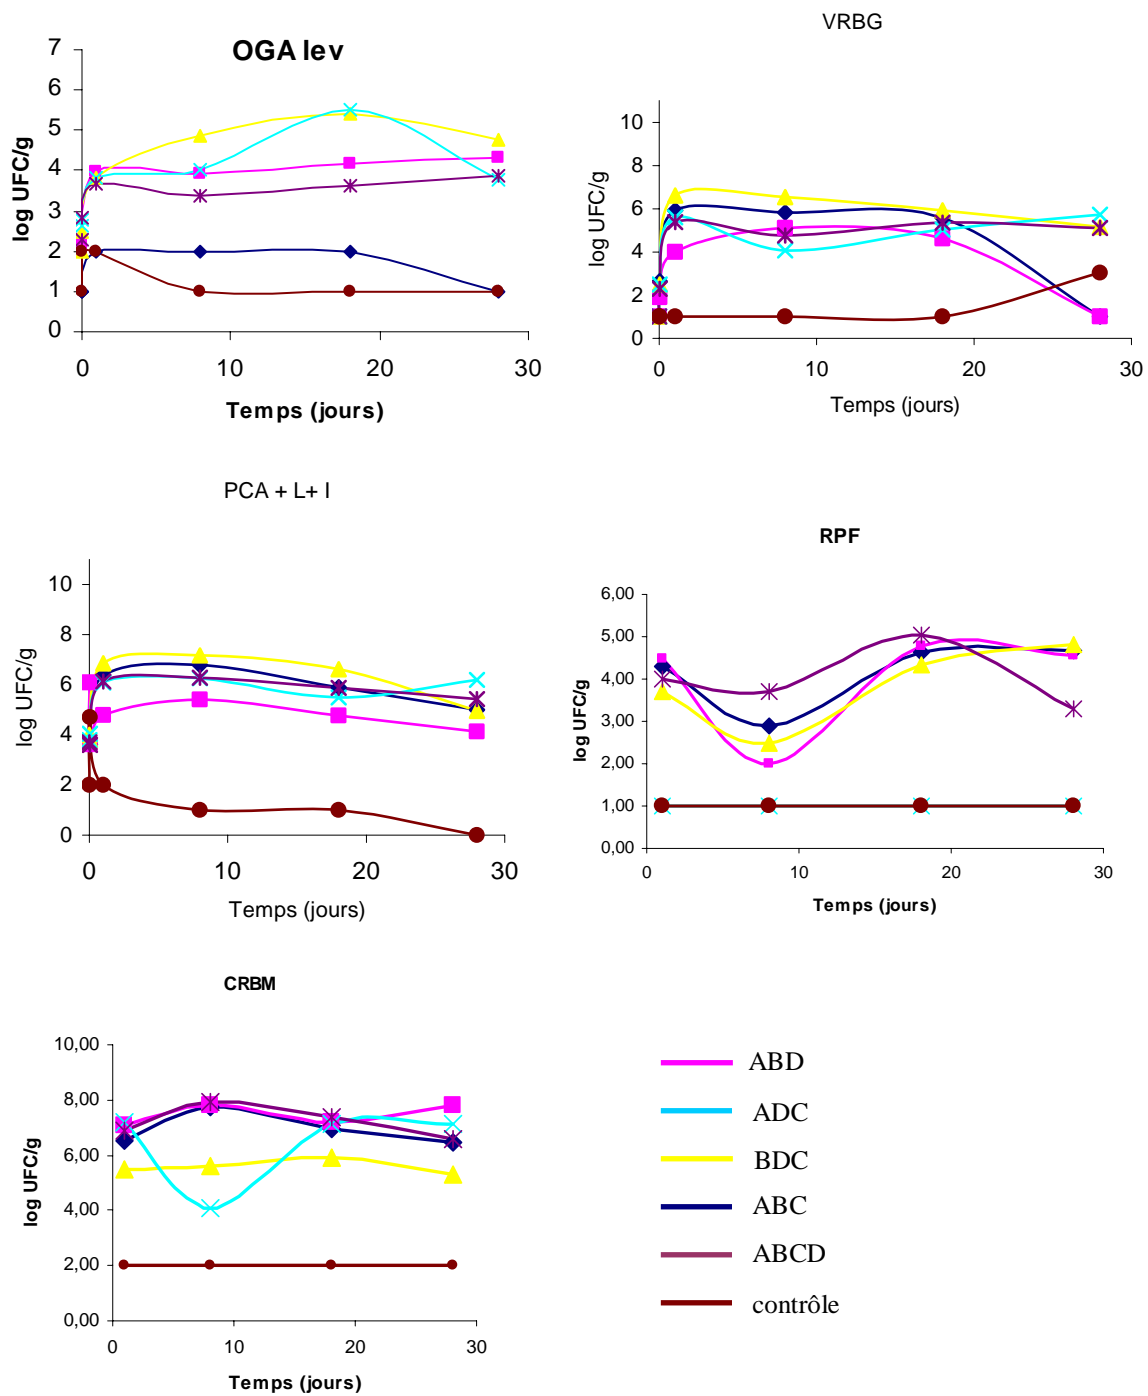 OGA lev
7
6
5
4
3
2
1
0
log UFC/g
0 10 20 30
Temps (jours)
VRBG
10
8
6
4
2
0
log UFC/g
0 10 20 30
Temps (jours)
PCA + L+ I
10
8
6
4
2
0
log UFC/g
0 10 20 30
Temps (jours)
RPF
6,00
5,00
4,00
3,00
2,00
1,00
0,00
log UFC/g
0 10 20 30
Temps (jours)
CRBM
10,00
8,00
6,00
4,00
2,00
0,00
log UFC/g
0 10 20 30
Temps (jours)
ABD
ADC
BDC
ABC
ABCD
contrôle